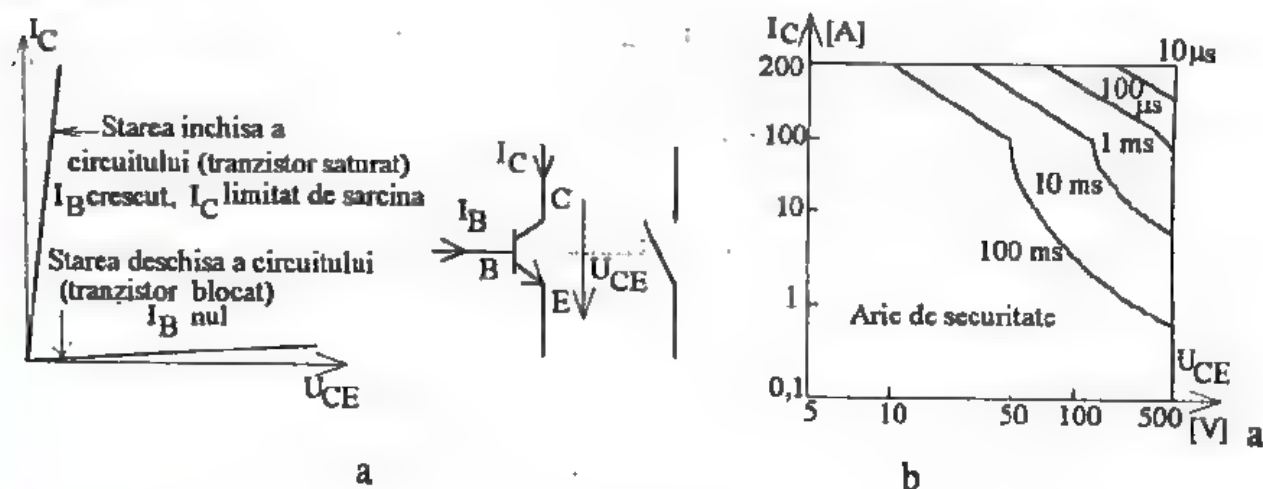 I_C
Starea inchisa a
circuitului (tranzistor saturat)
I_B crescut, I_C limitat de sarcina
Starea deschisa a circuitului
(tranzistor blocat)
I_B nul
U_CE
a
I_C
C
I_B
B
U_CE
E
I_C [A]
10 µs
200
100 µs
100
1 ms
10 ms
10
100 ms
1
Arie de securitate
U_CE
0,1
5 10 50 100 500 [V]
a
b